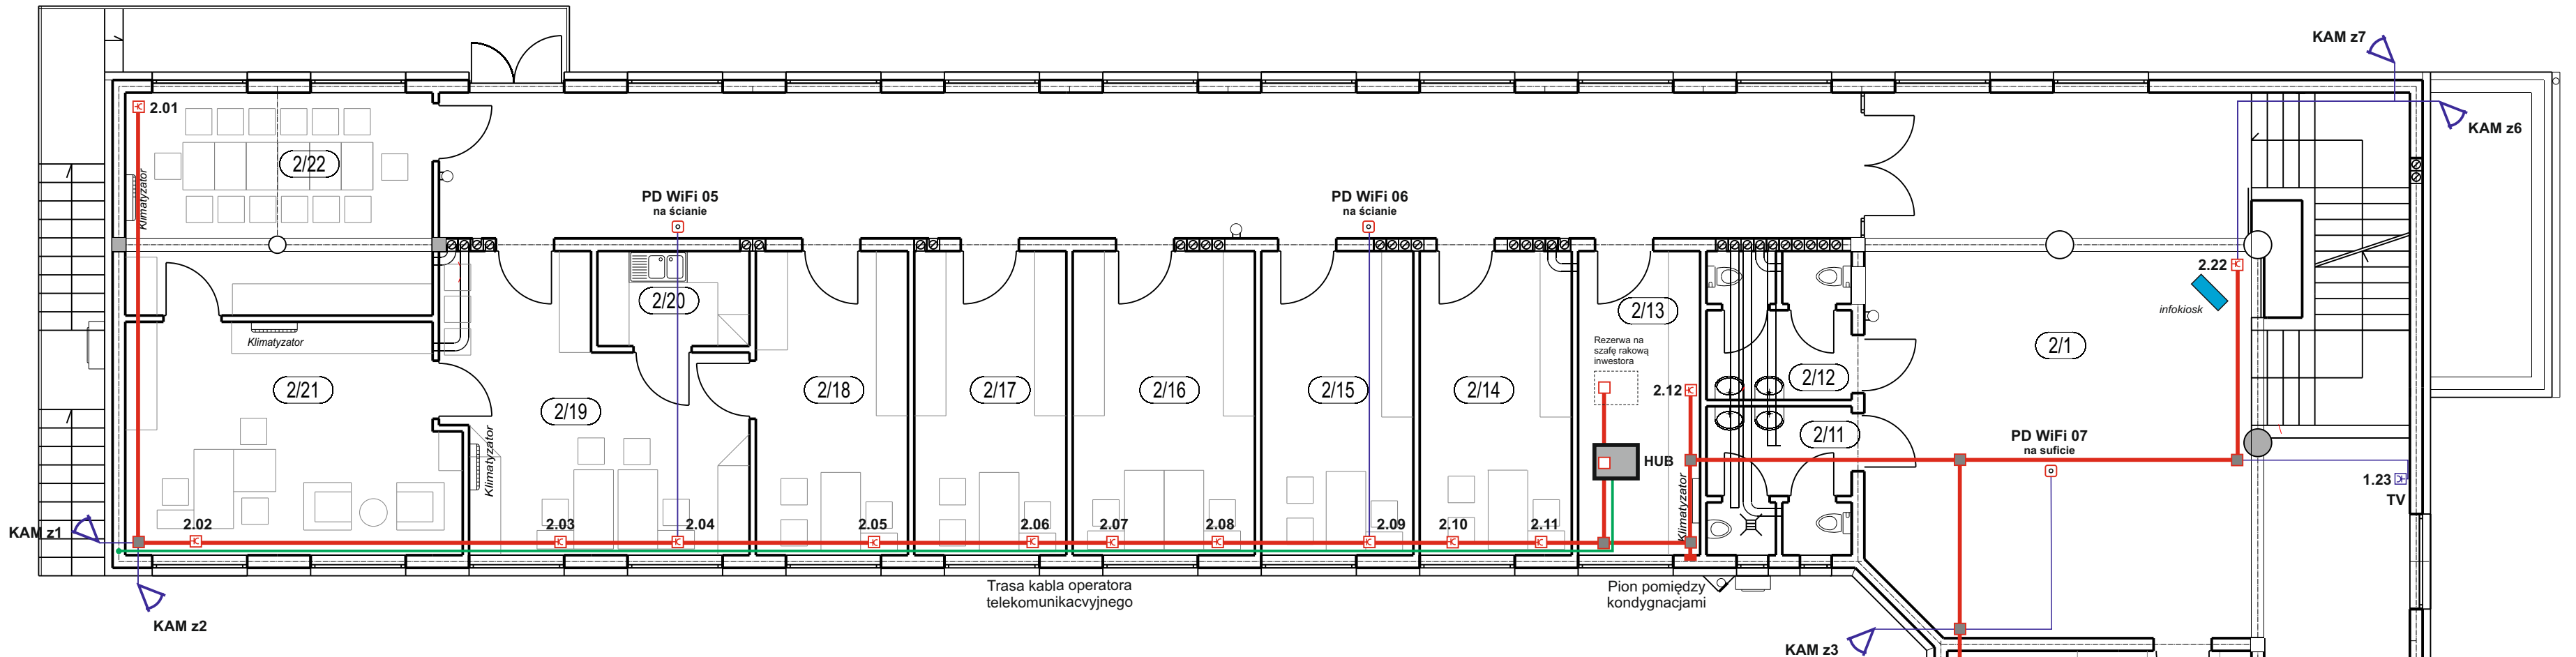 KAM z7
KAM z6
2.01
Klimatyzator
2/22
PD WiFi 05
na ścianie
PD WiFi 06
na ścianie
2.22
infokiosk
2/20
2/13
Klimatyzator
Rezerwa na
szafę rakową
inwestora
2/1
2/21
2/19
2/18
2/17
2/16
2/15
2/14
2.12
2/12
2/11
PD WiFi 07
na suficie
Klimatyzator
HUB
Klimatyzator
1.23
TV
KAM z1
2.02
2.03
2.04
2.05
2.06
2.07
2.08
2.09
2.10
2.11
Trasa kabla operatora
telekomunikacvyjnego
Pion pomiędzy
kondygnacjami
KAM z2
KAM z3